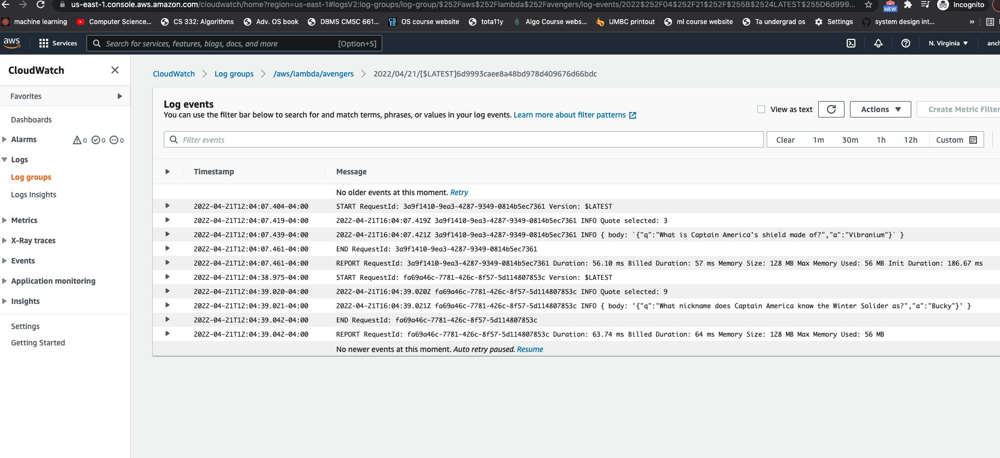 us-east-1.console.aws.amazon.com/cloudwatch/home?region=us-east-1#logsV2:log-groups/log-group/$252Faws$252Flambda$252Favengers/log-events/2022$252F04$252F21$252F$255B$2524LATEST$255D6d999... NEW Incognito
machine learning Computer Science... CS 332: Algorithms Adv. OS book DBMS CMSC 661... OS course website tota11y Algo Course webs... UMBC printout ml course website Ta undergrad os Settings system design int... »
aws Services Search for services, features, blogs, docs, and more [Option+S] N. Virginia ▼ anch
CloudWatch
Favorites
Dashboards
Alarms 0 0 0
Logs
Log groups
Logs Insights
Metrics
X-Ray traces
Events
Application monitoring
Insights
Settings
Getting Started
CloudWatch Log groups /aws/lambda/avengers 2022/04/21/[$LATEST]6d9993caee8a48bd978d409676d66bdc
Log events
You can use the filter bar below to search for and match terms, phrases, or values in your log events. Learn more about filter patterns
View as text Actions ▼ Create Metric Filter
Filter events Clear 1m 30m 1h 12h Custom
Timestamp Message
No older events at this moment. Retry
2022-04-21T12:04:07.404-04:00 START RequestId: 3a9f1410-9ea3-4287-9349-0814b5ec7361 Version: $LATEST
2022-04-21T12:04:07.419-04:00 2022-04-21T16:04:07.419Z 3a9f1410-9ea3-4287-9349-0814b5ec7361 INFO Quote selected: 3
2022-04-21T12:04:07.439-04:00 2022-04-21T16:04:07.421Z 3a9f1410-9ea3-4287-9349-0814b5ec7361 INFO { body: `{"q":"What is Captain America's shield made of?","a":"Vibranium"}` }
2022-04-21T12:04:07.461-04:00 END RequestId: 3a9f1410-9ea3-4287-9349-0814b5ec7361
2022-04-21T12:04:07.461-04:00 REPORT RequestId: 3a9f1410-9ea3-4287-9349-0814b5ec7361 Duration: 56.10 ms Billed Duration: 57 ms Memory Size: 128 MB Max Memory Used: 56 MB Init Duration: 186.67 ms
2022-04-21T12:04:38.975-04:00 START RequestId: fa69a46c-7781-426c-8f57-5d114807853c Version: $LATEST
2022-04-21T12:04:39.020-04:00 2022-04-21T16:04:39.020Z fa69a46c-7781-426c-8f57-5d114807853c INFO Quote selected: 9
2022-04-21T12:04:39.021-04:00 2022-04-21T16:04:39.021Z fa69a46c-7781-426c-8f57-5d114807853c INFO { body: '{"q":"What nickname does Captain America know the Winter Solider as?","a":"Bucky"}' }
2022-04-21T12:04:39.042-04:00 END RequestId: fa69a46c-7781-426c-8f57-5d114807853c
2022-04-21T12:04:39.042-04:00 REPORT RequestId: fa69a46c-7781-426c-8f57-5d114807853c Duration: 63.74 ms Billed Duration: 64 ms Memory Size: 128 MB Max Memory Used: 56 MB
No newer events at this moment. Auto retry paused. Resume